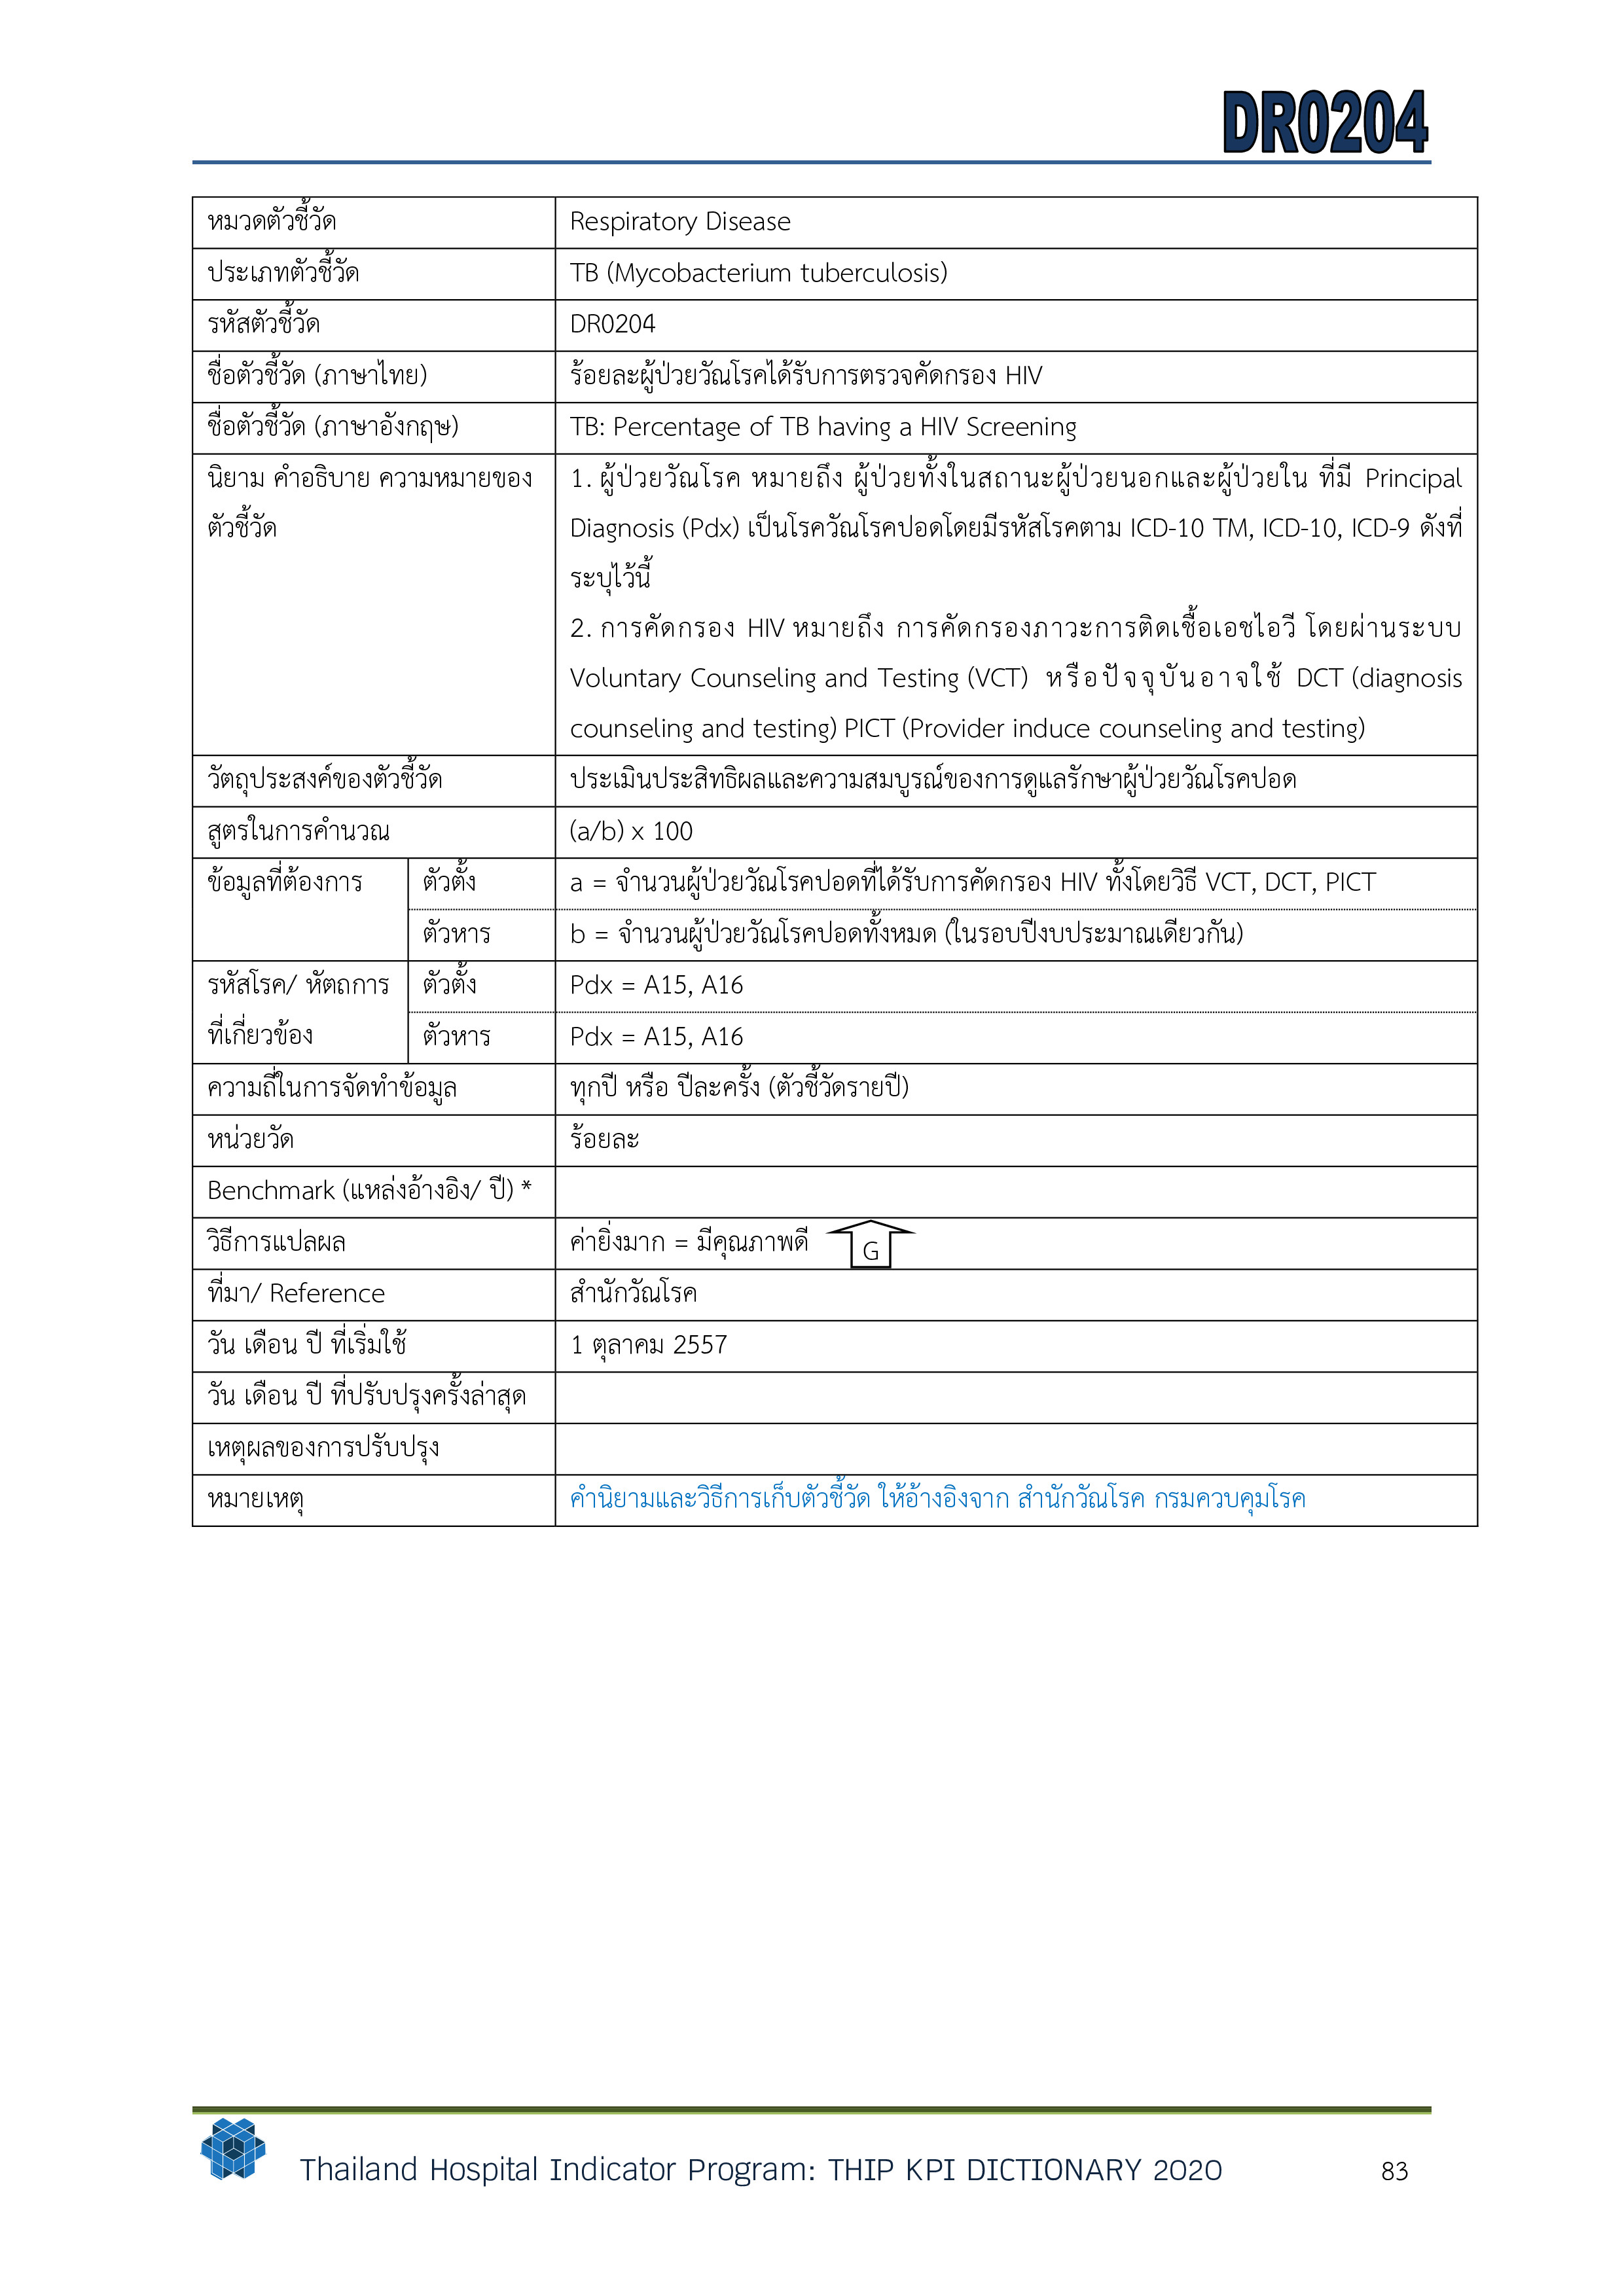 DR0204
หมวดตัวชี้วัด Respiratory Disease
ประเภทตัวชี้วัด TB (Mycobacterium tuberculosis)
รหัสตัวชี้วัด DR0204
ชื่อตัวชี้วัด (ภาษาไทย) ร้อยละผู้ป่วยวัณโรคได้รับการตรวจคัดกรอง HIV
ชื่อตัวชี้วัด (ภาษาอังกฤษ) TB: Percentage of TB having a HIV Screening
นิยาม คำอธิบาย ความหมายของ 1. ผู้ป่วยวัณโรค หมายถึง ผู้ป่วยทั้งในสถานะผู้ป่วยนอกและผู้ป่วยใน ที่มี Principal
ตัวชี้วัด Diagnosis (Pdx) เป็นโรควัณโรคปอดโดยมีรหัสโรคตาม ICD-10 TM, ICD-10, ICD-9 ดังที่
ระบุไว้นี้
2. การคัดกรอง HIV หมายถึง การคัดกรองภาวะการติดเชื้อเอชไอวี โดยผ่านระบบ
Voluntary Counseling and Testing (VCT) หรือปัจจุบันอาจใช้ DCT (diagnosis
counseling and testing) PICT (Provider induce counseling and testing)
วัตถุประสงค์ของตัวชี้วัด ประเมินประสิทธิผลและความสมบูรณ์ของการดูแลรักษาผู้ป่วยวัณโรคปอด
สูตรในการคำนวณ (a/b) x 100
ข้อมูลที่ต้องการ ตัวตั้ง a = จำนวนผู้ป่วยวัณโรคปอดที่ได้รับการคัดกรอง HIV ทั้งโดยวิธี VCT, DCT, PICT
ตัวหาร b = จำนวนผู้ป่วยวัณโรคปอดทั้งหมด (ในรอบปีงบประมาณเดียวกัน)
รหัสโรค/ หัตถการ ตัวตั้ง Pdx = A15, A16
ที่เกี่ยวข้อง ตัวหาร Pdx = A15, A16
ความถี่ในการจัดทำข้อมูล ทุกปี หรือ ปีละครั้ง (ตัวชี้วัดรายปี)
หน่วยวัด ร้อยละ
Benchmark (แหล่งอ้างอิง/ ปี) *
วิธีการแปลผล ค่ายิ่งมาก = มีคุณภาพดี G
ที่มา/ Reference สำนักวัณโรค
วัน เดือน ปี ที่เริ่มใช้ 1 ตุลาคม 2557
วัน เดือน ปี ที่ปรับปรุงครั้งล่าสุด
เหตุผลของการปรับปรุง
หมายเหตุ คำนิยามและวิธีการเก็บตัวชี้วัด ให้อ้างอิงจาก สำนักวัณโรค กรมควบคุมโรค
Thailand Hospital Indicator Program: THIP KPI DICTIONARY 2020 83